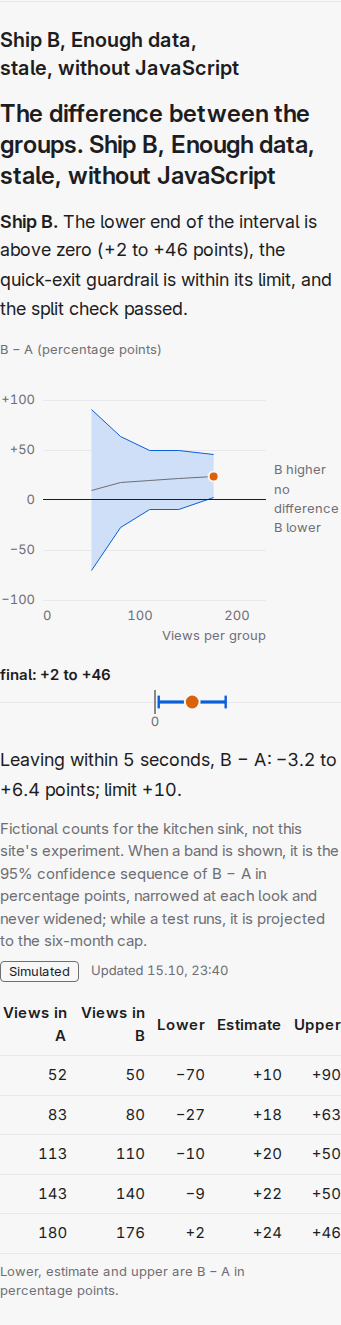 Ship B, Enough data,
stale, without JavaScript
The difference between the
groups. Ship B, Enough data,
stale, without JavaScript
Ship B. The lower end of the interval is
above zero (+2 to +46 points), the
quick-exit guardrail is within its limit, and
the split check passed.
B − A (percentage points)
+100
+50
0
−50
−100
B higher
no
difference
B lower
0 100 200
Views per group
final: +2 to +46
0
Leaving within 5 seconds, B − A: −3.2 to
+6.4 points; limit +10.
Fictional counts for the kitchen sink, not this
site's experiment. When a band is shown, it is the
95% confidence sequence of B − A in
percentage points, narrowed at each look and
never widened; while a test runs, it is projected
to the six-month cap.
Simulated Updated 15.10, 23:40
Views in A Views in B Lower Estimate Upper
52 50 −70 +10 +90
83 80 −27 +18 +63
113 110 −10 +20 +50
143 140 −9 +22 +50
180 176 +2 +24 +46
Lower, estimate and upper are B − A in
percentage points.